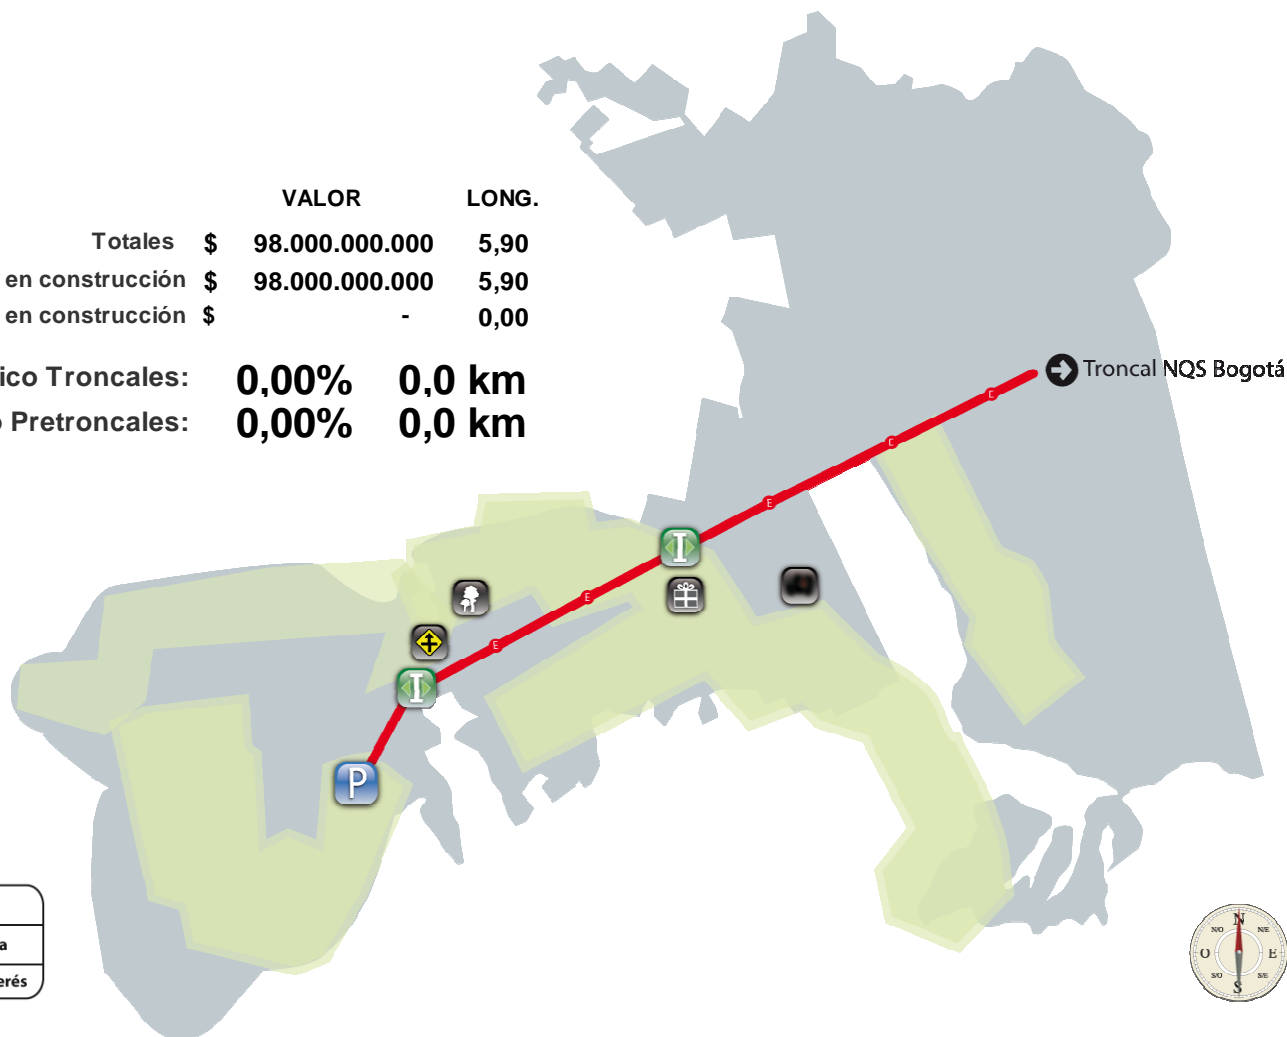 VALOR LONG.
Totales $ 98.000.000.000 5,90
en construcción $ 98.000.000.000 5,90
en construcción $ - 0,00
ico Troncales: 0,00% 0,0 km
Pretroncales: 0,00% 0,0 km
Troncal NQS Bogotá
E
E
E
I
E
E
I
P
a
erés
N
N/O N/E
O E
S/O S/E
S